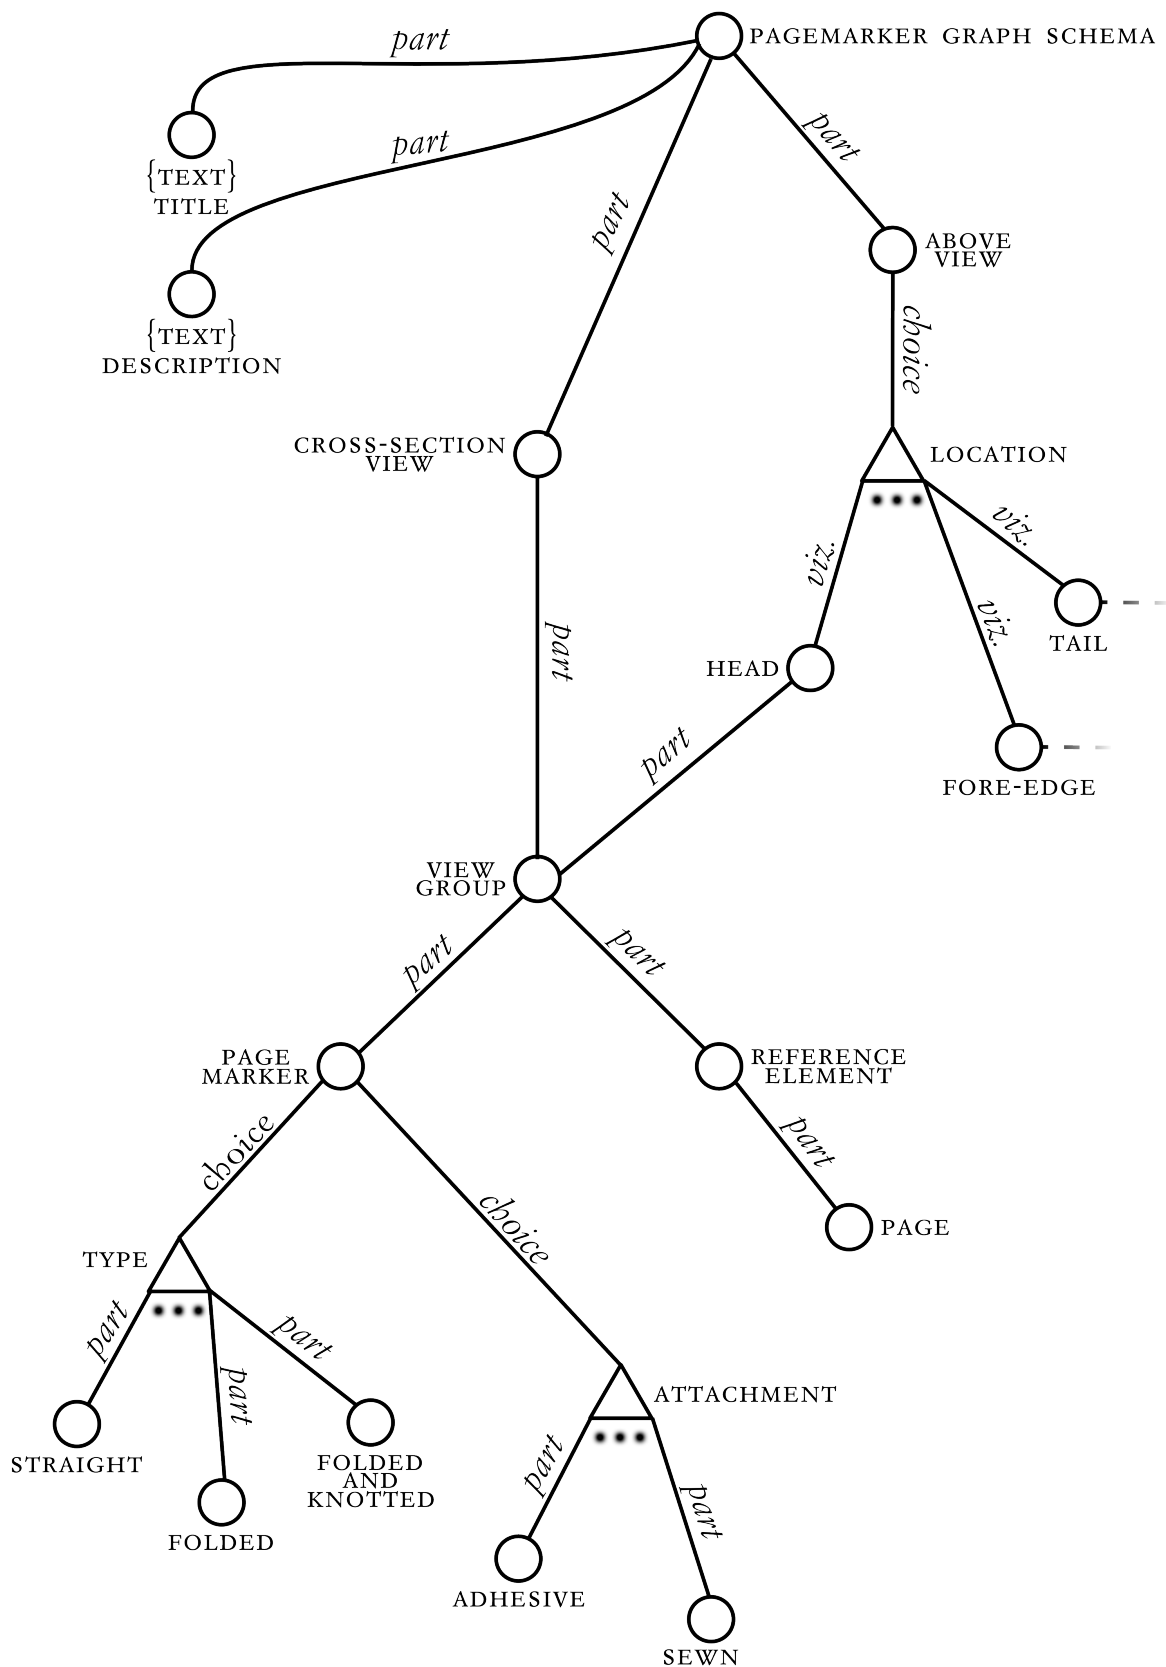 part
PAGEMARKER GRAPH SCHEMA
part
part
{TEXT}
TITLE
part
ABOVE
VIEW
{TEXT}
DESCRIPTION
choice
CROSS-SECTION
VIEW
LOCATION
viz.
viz.
viz.
TAIL
part
HEAD
part
FORE-EDGE
VIEW
GROUP
part
part
PAGE
MARKER
REFERENCE
ELEMENT
choice
part
choice
PAGE
TYPE
part
part
part
ATTACHMENT
STRAIGHT
FOLDED
AND
KNOTTED
part
part
FOLDED
ADHESIVE
SEWN